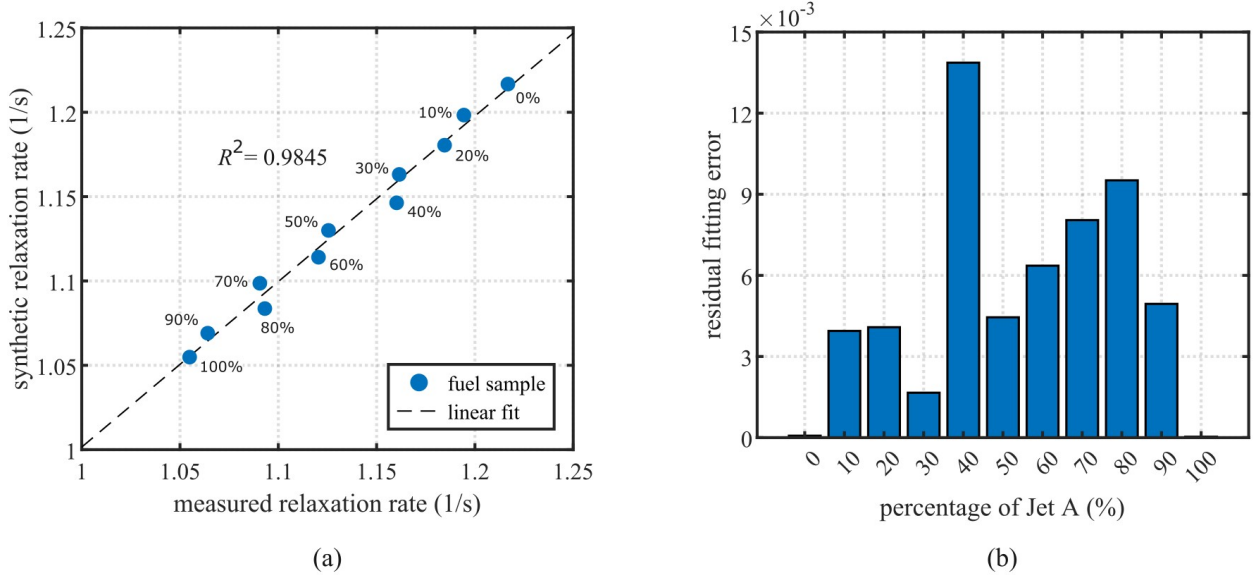 1.25
1.2
1.15
1.1
1.05
1
synthetic relaxation rate (1/s)
R2= 0.9845
0%
10%
20%
30%
40%
50%
60%
70%
80%
90%
100%
fuel sample
linear fit
1 1.05 1.1 1.15 1.2 1.25
measured relaxation rate (1/s)
(a)
×10-3
15
12
9
6
3
0
residual fitting error
0 10 20 30 40 50 60 70 80 90 100
percentage of Jet A (%)
(b)